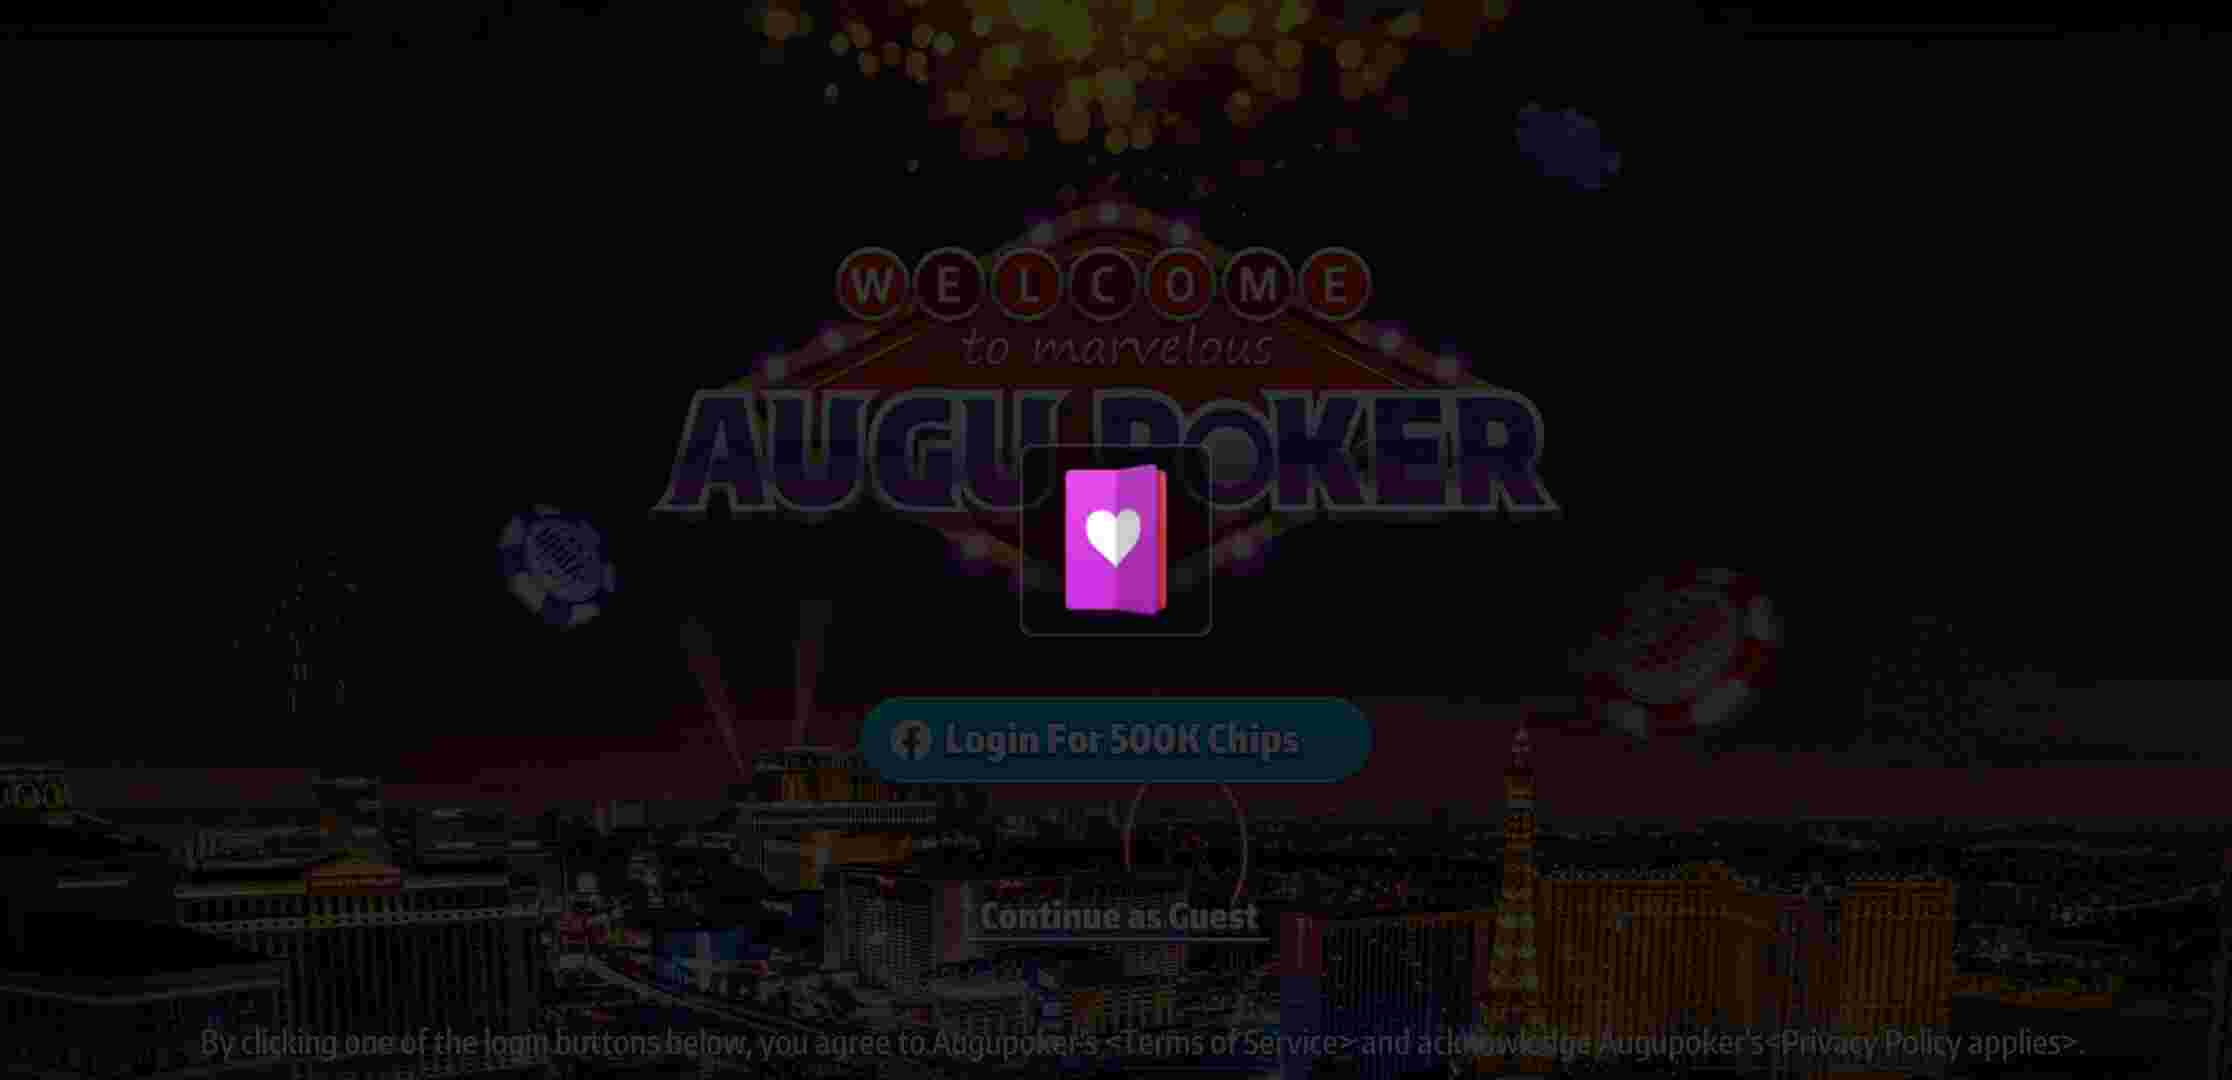 WELCOME
to marvelous
AUGU POKER
Login For 500K Chips
Continue as Guest
By clicking one of the login buttons below, you agree to Augupoker's <Terms of Service> and acknowledge Augupoker's<Privacy Policy applies>.